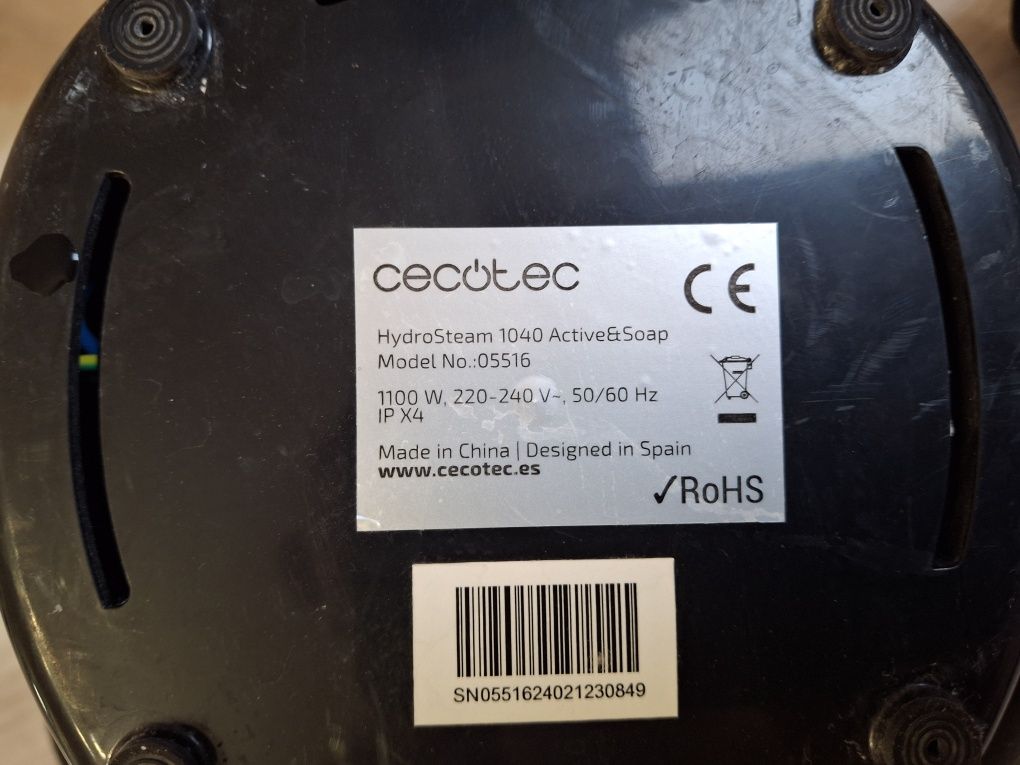 cecotec
CE
HydroSteam 1040 Active&Soap
Model No.:05516
1100 W, 220-240 V~, 50/60 Hz
IP X4
Made in China | Designed in Spain
www.cecotec.es
✓RoHS
SN0551624021230849